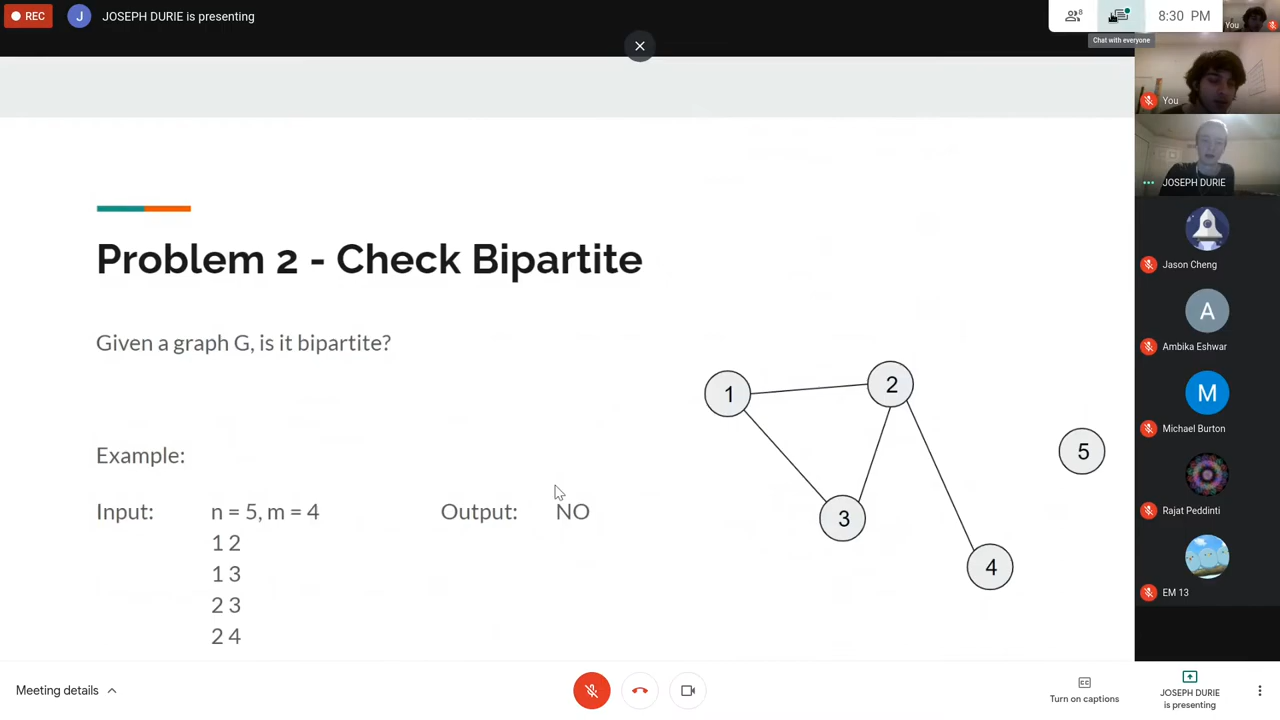 REC
J
JOSEPH DURIE is presenting
8
8:30 PM
You
Chat with everyone
You
JOSEPH DURIE
Jason Cheng
A
Ambika Eshwar
M
Michael Burton
Rajat Peddinti
EM 13
Problem 2 - Check Bipartite
Given a graph G, is it bipartite?
Example:
Input: n = 5, m = 4 Output: NO
1 2
1 3
2 3
2 4
1
2
3
4
5
Meeting details
CC
Turn on captions
JOSEPH DURIE
is presenting